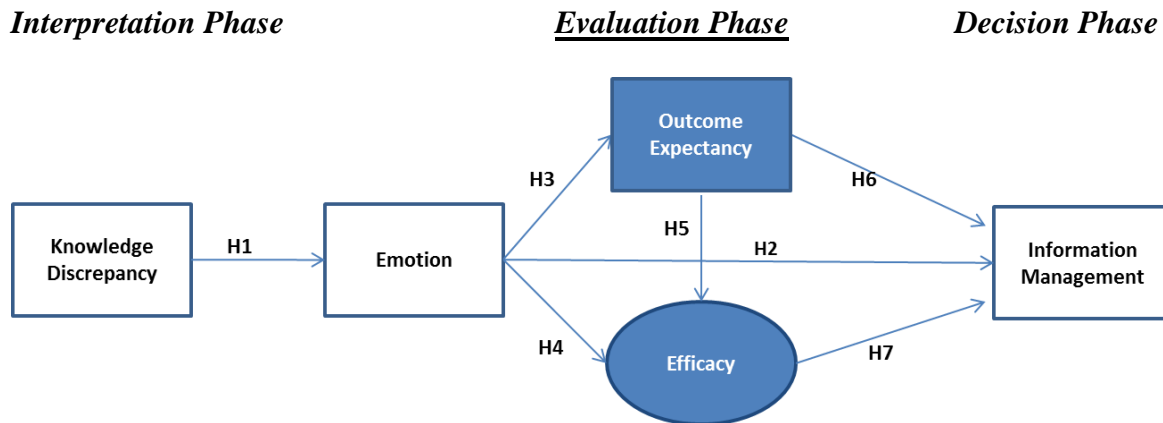 Interpretation Phase
Evaluation Phase
Decision Phase
Outcome
Expectancy
H3
H6
Knowledge
Discrepancy
H1
Emotion
H5
H2
Information
Management
H4
Efficacy
H7